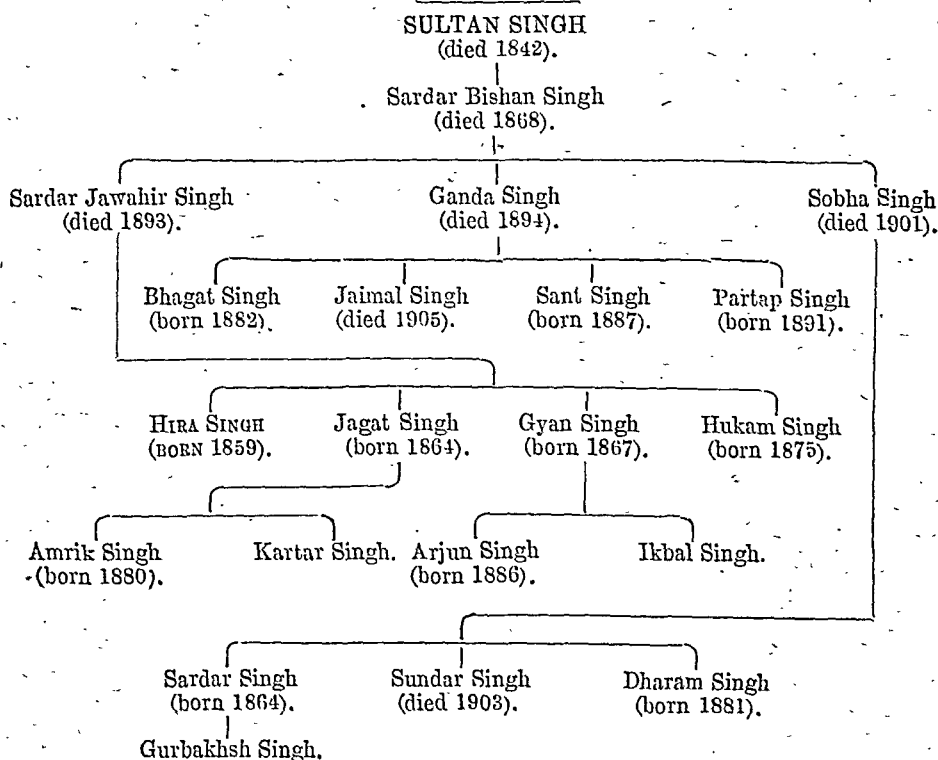 SULTAN SINGH
(died 1842).
Sardar Bishan Singh
(died 1868).
Sardar Jawahir Singh Ganda Singh Sobha Singh
(died 1893). (died 1894). (died 1901).
Bhagat Singh Jaimal Singh Sant Singh Partap Singh
(born 1882). (died 1905). (born 1887). (born 1891).
HIRA SINGH Jagat Singh Gyan Singh Hukam Singh
(BORN 1859). (born 1864). (born 1867). (born 1875).
Amrik Singh Kartar Singh. Arjun Singh Ikbal Singh.
(born 1880). (born 1886).
Sardar Singh Sundar Singh Dharam Singh
(born 1864). (died 1903). (born 1881).
Gurbakhsh Singh.